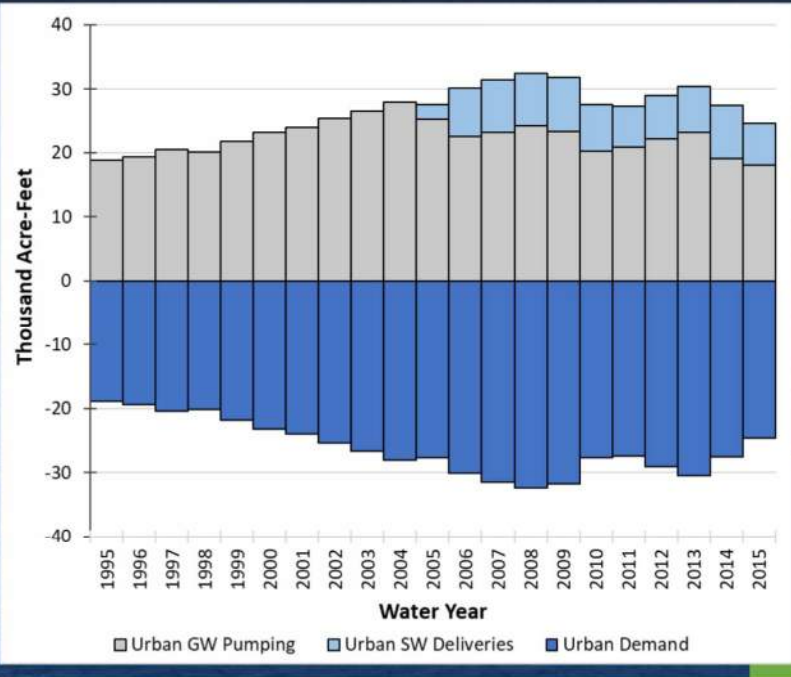 40
30
20
10
0
-10
-20
-30
-40
Thousand Acre-Feet
1995 1996 1997 1998 1999 2000 2001 2002 2003 2004 2005 2006 2007 2008 2009 2010 2011 2012 2013 2014 2015
Water Year
Urban GW Pumping Urban SW Deliveries Urban Demand